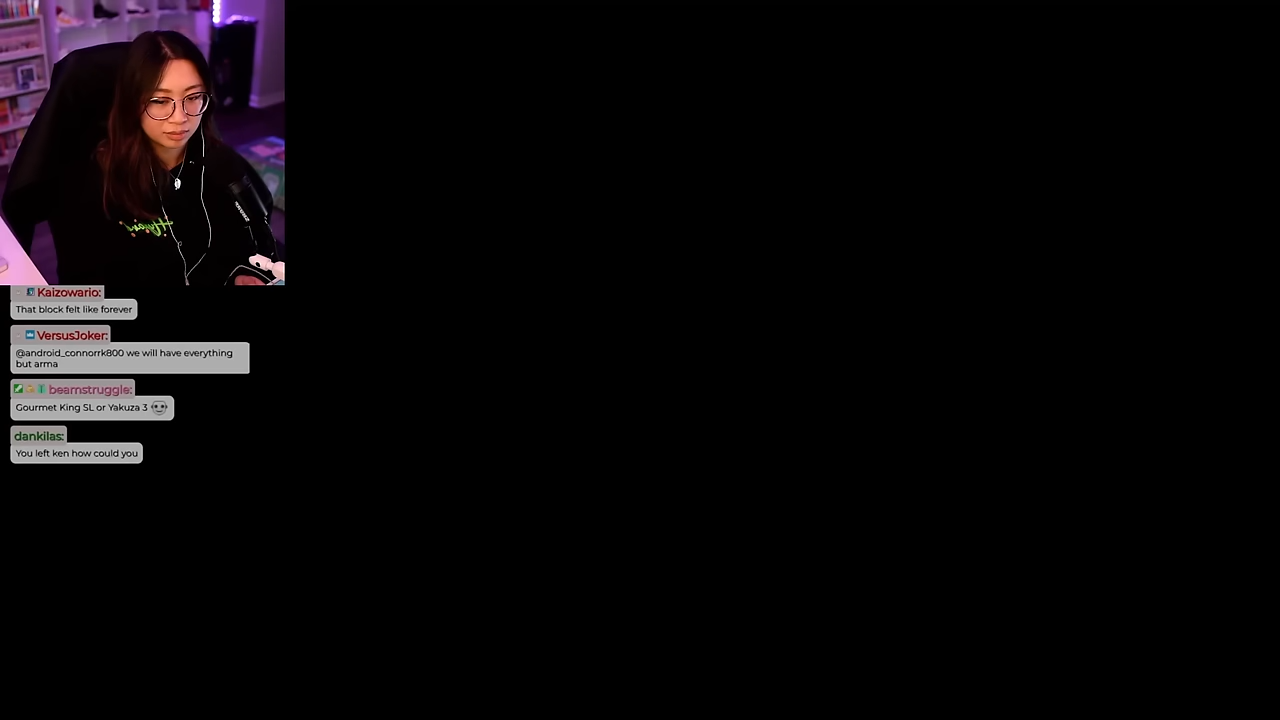 Kaizowario:
That block felt like forever
VersusJoker:
@android_connorrk800 we will have everything
but arma
beamstruggle:
Gourmet King SL or Yakuza 3
dankilas:
You left ken how could you